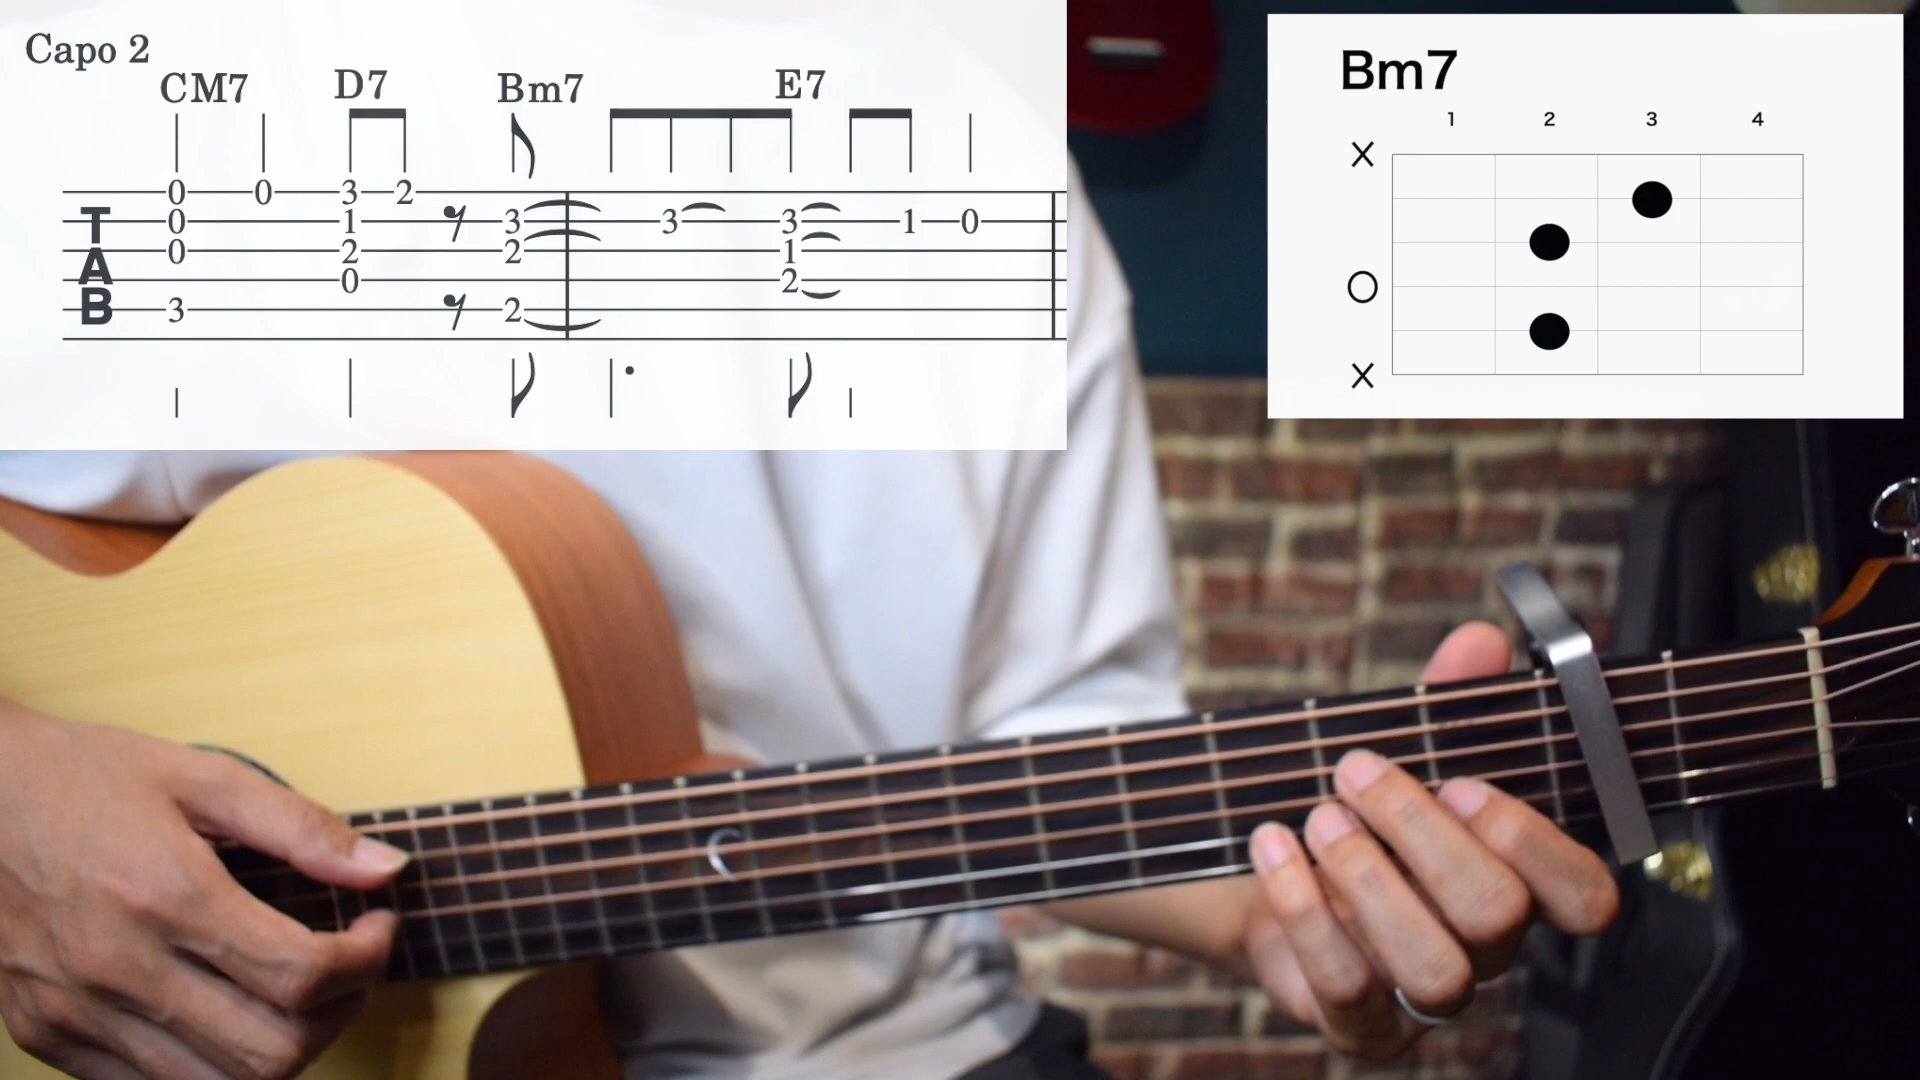 Capo 2
CM7 D7 Bm7 E7
0 0 3 2
T 0 1 3 3 3 1 0
A 0 2 2 1
0 2
B 3 2
Bm7
1 2 3 4
X
O
X